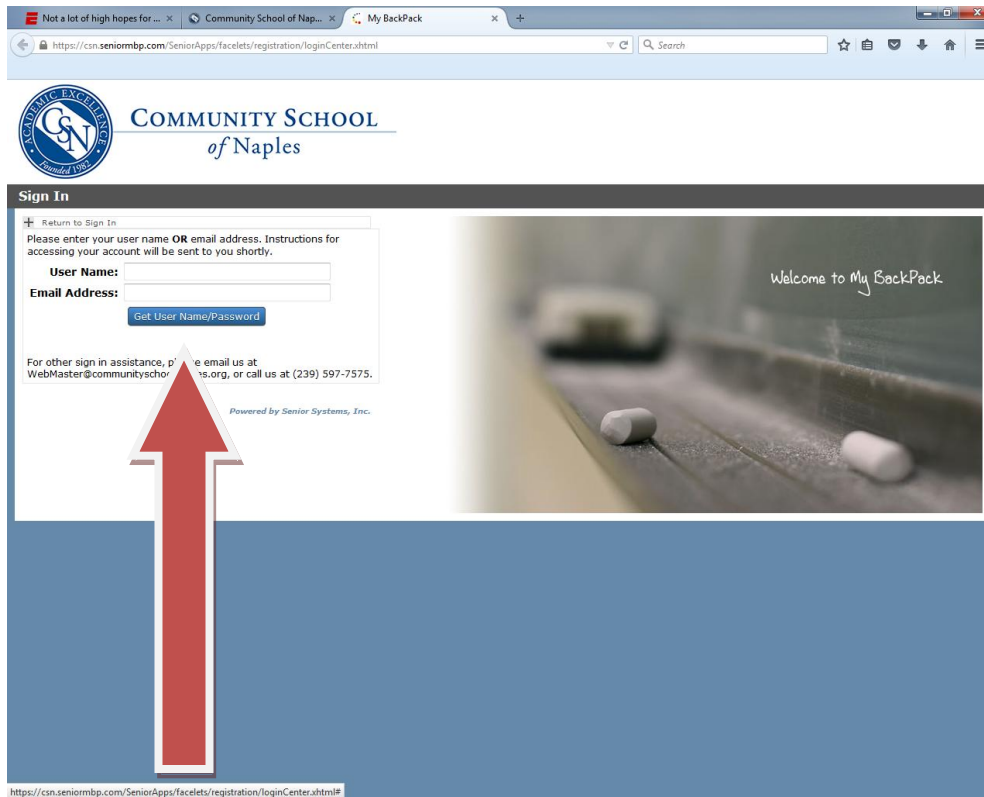 Not a lot of high hopes for ...
Community School of Nap...
My BackPack
https://csn.seniormbp.com/SeniorApps/facelets/registration/loginCenter.xhtml
Search
ACADEMIC EXCELLENCE
CSN
Founded 1982
COMMUNITY SCHOOL
of Naples
Sign In
Return to Sign In
Please enter your user name OR email address. Instructions for
accessing your account will be sent to you shortly.
User Name:
Email Address:
Get User Name/Password
For other sign in assistance, email us at
or call us at (239) 597-7575.
Powered by Senior Systems, Inc.
Welcome to My BackPack
https://csn.seniormbp.com/SeniorApps/facelets/registration/loginCenter.xhtml#